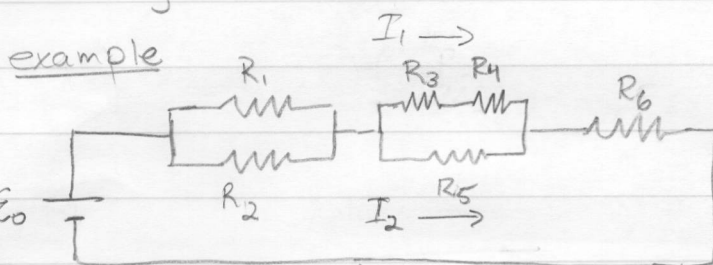 I₁ →
example
R₁
R₃ R₄
R₆
R₂
R₅
ℰ₀
I₂ →